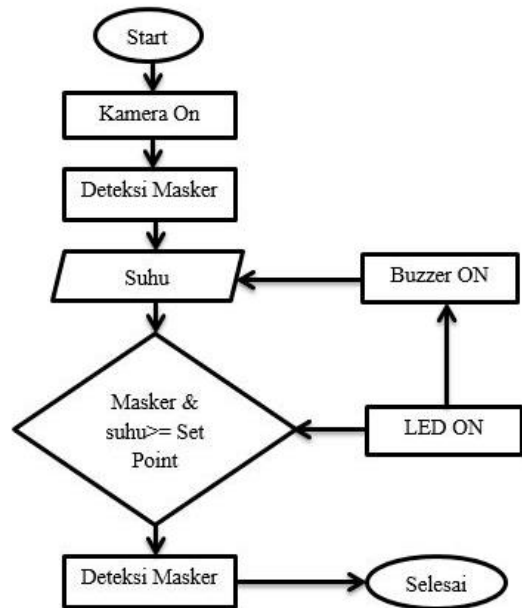 Start
Kamera On
Deteksi Masker
Suhu
Buzzer ON
Masker &
suhu>= Set
Point
LED ON
Deteksi Masker
Selesai